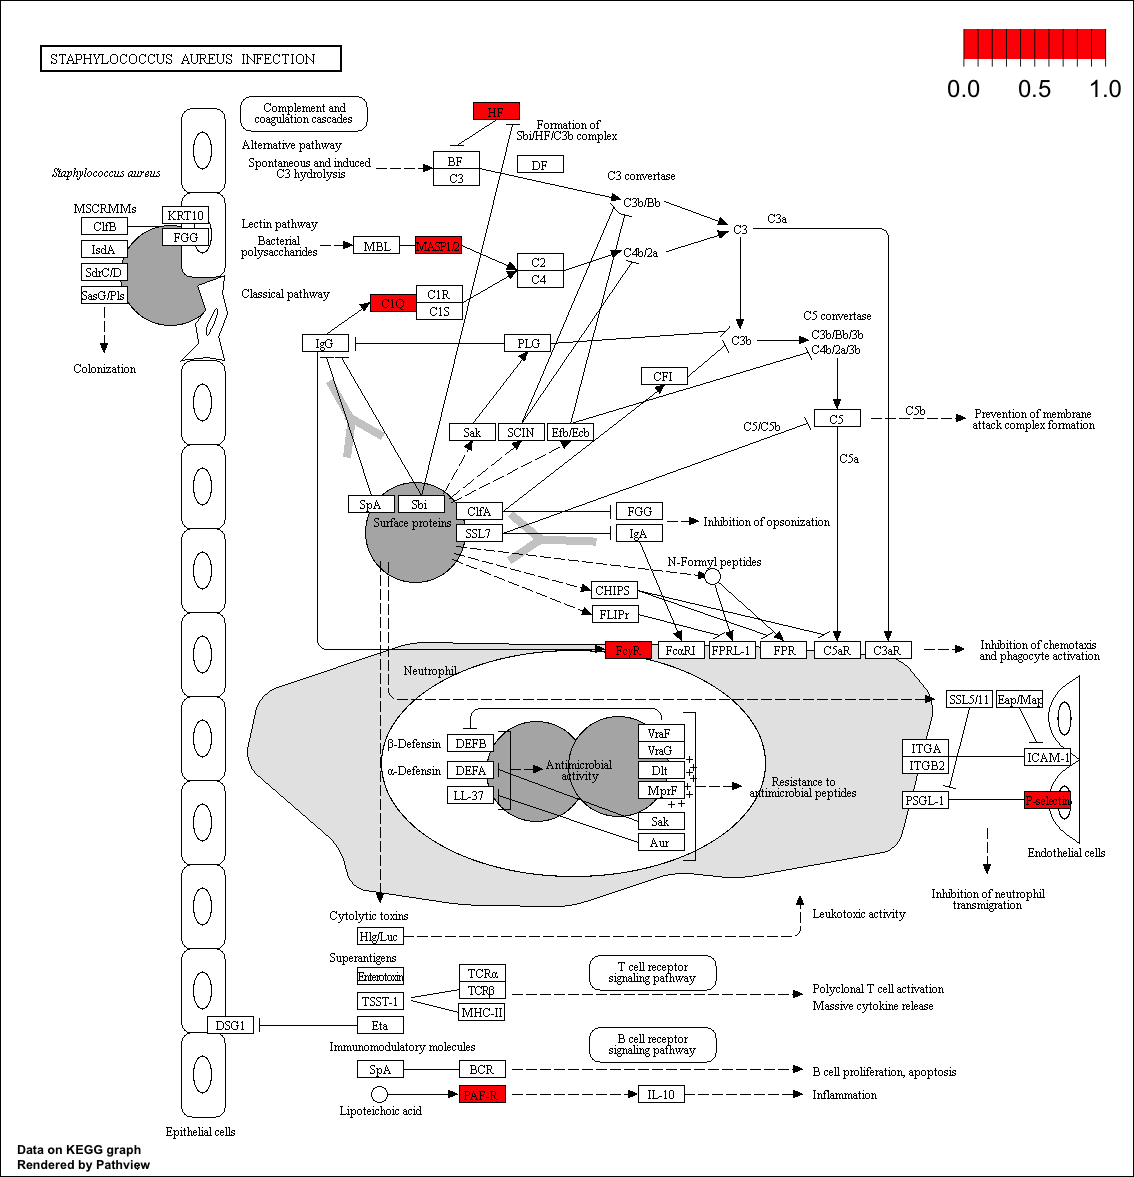 STAPHYLOCOCCUS AUREUS INFECTION
0.0
0.5
1.0
Complement and
coagulation cascades
HF
Formation of
Sbi/HF/C3b complex
Alternative pathway
Spontaneous and induced
C3 hydrolysis
BF
C3
DF
C3 convertase
C3b/Bb
C3
C3a
Staphylococcus aureus
MSCRMMs
ClfB
IsdA
SdrC/D
SasG/Pls
Colonization
KRT10
FGG
Lectin pathway
Bacterial
polysaccharides
MBL
MASP1/2
C2
C4
C4b/2a
Classical pathway
C1Q
C1R
C1S
IgG
PLG
C3b
C5 convertase
C3b/Bb/3b
C4b/2a/3b
CFI
C5
C5b
Prevention of membrane
attack complex formation
C5/C5b
C5a
Sak
SCIN
Efb/Ecb
SpA
Sbi
Surface proteins
ClfA
SSL7
FGG
IgA
Inhibition of opsonization
N-Formyl peptides
CHIPS
FLIPr
FcγR
FcαRI
FPRL-1
FPR
C5aR
C3aR
Inhibition of chemotaxis
and phagocyte activation
Neutrophil
SSL5/11
Eap/Map
β-Defensin
DEFB
α-Defensin
DEFA
LL-37
Antimicrobial
activity
VraF
VraG
Dlt
MprF
Sak
Aur
+
+
+
+
+
+
+ +
Resistance to
antimicrobial peptides
ITGA
ITGB2
ICAM-1
PSGL-1
P-selectin
Endothelial cells
Inhibition of neutrophil
transmigration
Cytolytic toxins
Hlg/Luc
Leukotoxic activity
Superantigens
Enterotoxin
TSST-1
Eta
DSG1
TCRα
TCRβ
MHC-II
T cell receptor
signaling pathway
Polyclonal T cell activation
Massive cytokine release
Immunomodulatory molecules
SpA
BCR
B cell receptor
signaling pathway
B cell proliferation, apoptosis
Lipoteichoic acid
PAF-R
IL-10
Inflammation
Epithelial cells
Data on KEGG graph
Rendered by Pathview